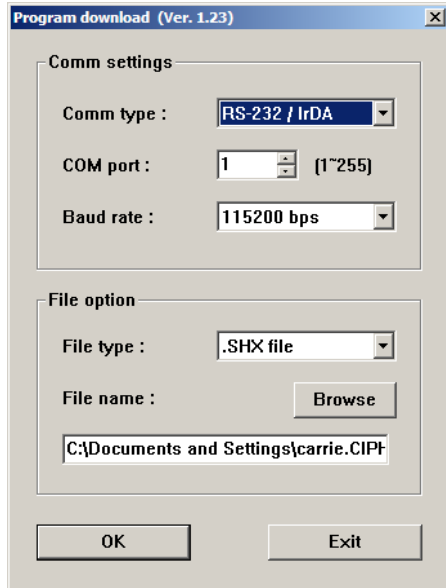 Program download (Ver. 1.23)
Comm settings
Comm type : RS-232 / IrDA
COM port : 1 (1~255)
Baud rate : 115200 bps
File option
File type : .SHX file
File name : Browse
C:\Documents and Settings\carrie.CIPH
OK Exit